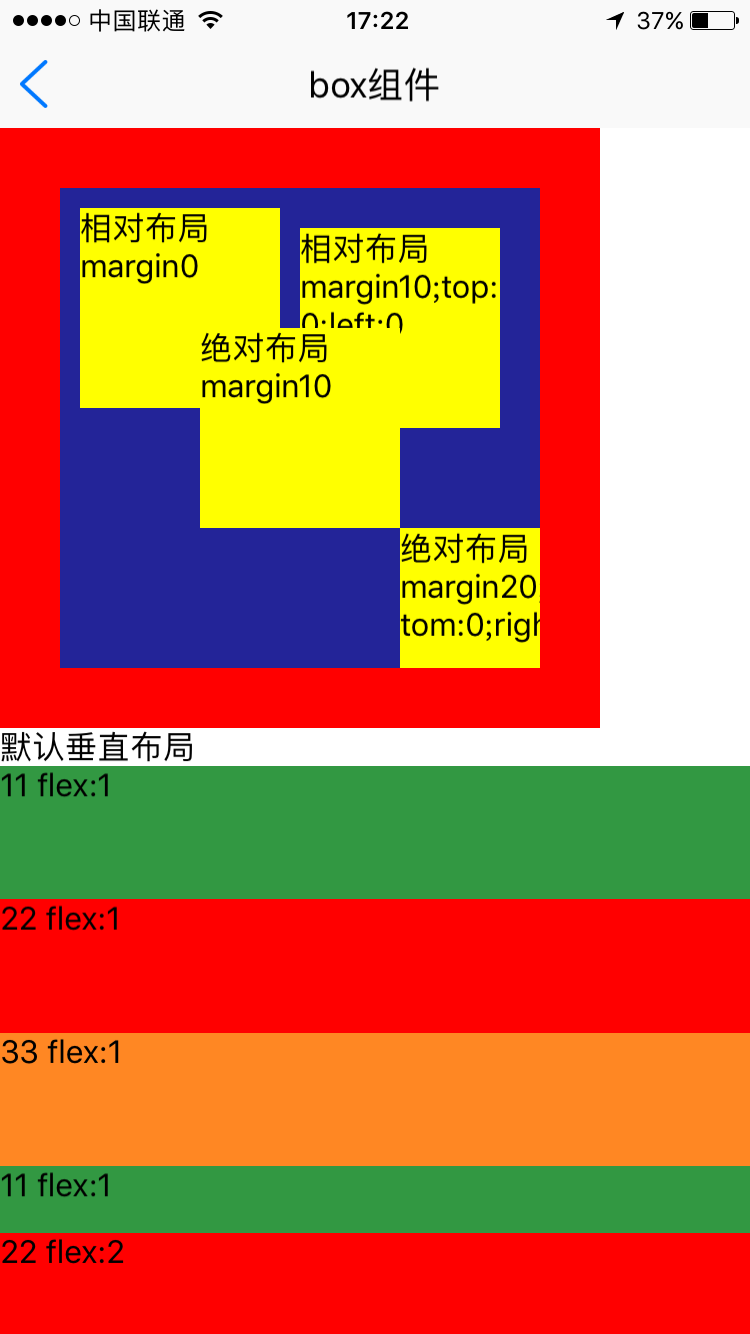 中国联通 17:22 37%
box组件
相对布局
margin0
相对布局
margin10;top:
0;left:0
绝对布局
margin10
绝对布局
margin20
tom:0;righ
默认垂直布局
11 flex:1
22 flex:1
33 flex:1
11 flex:1
22 flex:2